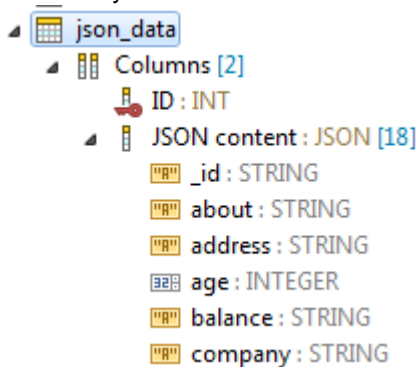 json_data
Columns [2]
ID : INT
JSON content : JSON [18]
"A" _id : STRING
"A" about : STRING
"A" address : STRING
32 age : INTEGER
"A" balance : STRING
"A" company : STRING